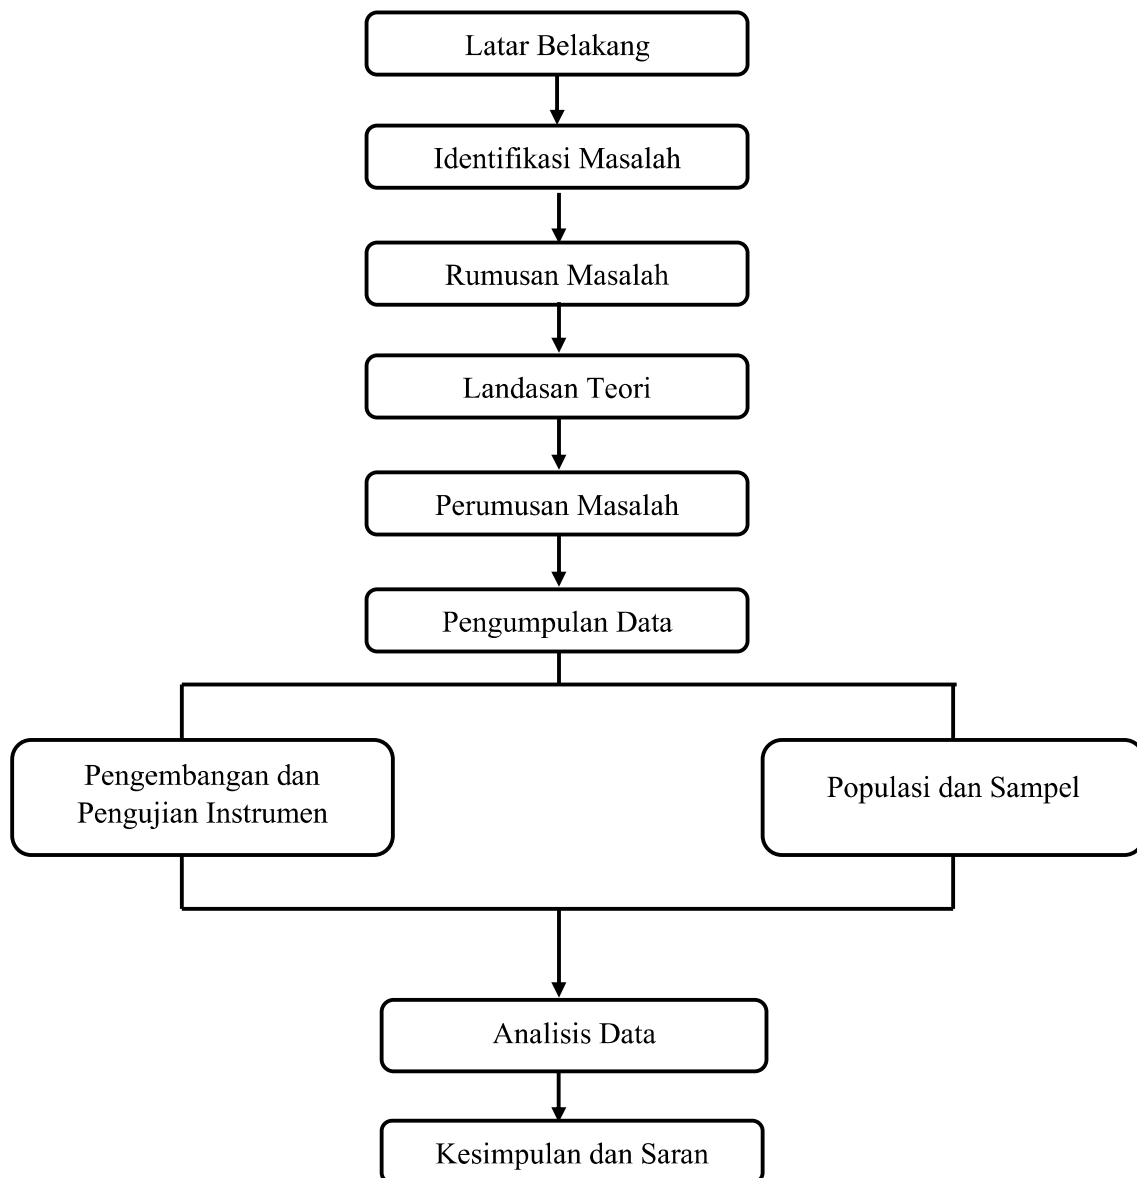 Latar Belakang
Identifikasi Masalah
Rumusan Masalah
Landasan Teori
Perumusan Masalah
Pengumpulan Data
Pengembangan dan
Pengujian Instrumen
Populasi dan Sampel
Analisis Data
Kesimpulan dan Saran